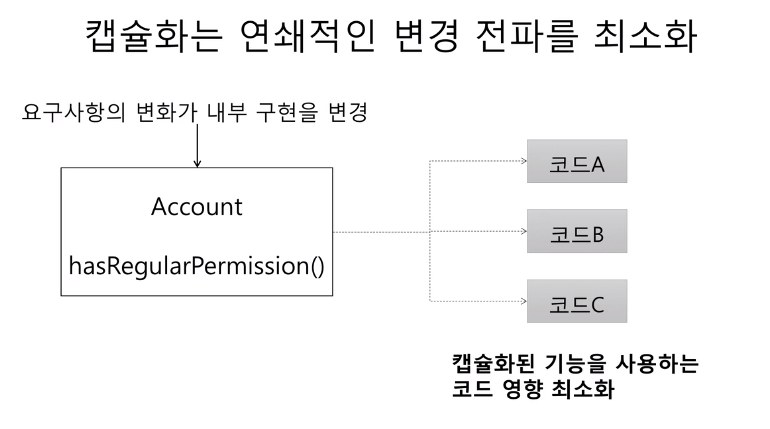 캡슐화는 연쇄적인 변경 전파를 최소화
요구사항의 변화가 내부 구현을 변경
Account
hasRegularPermission()
코드A
코드B
코드C
캡슐화된 기능을 사용하는
코드 영향 최소화